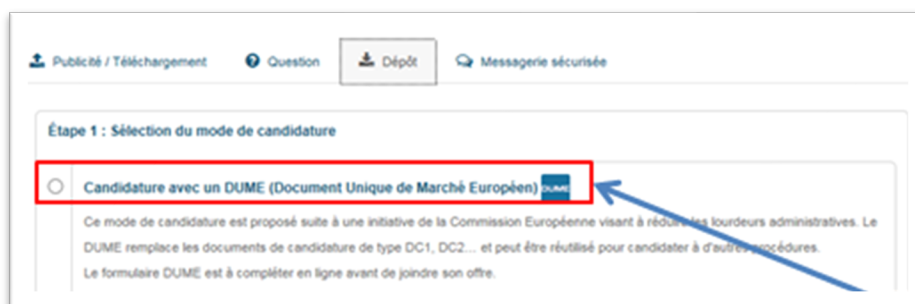 Publicité / Téléchargement Question Dépôt Messagerie sécurisée
Étape 1 : Sélection du mode de candidature
Candidature avec un DUME (Document Unique de Marché Européen) DUME
Ce mode de candidature est proposé suite à une initiative de la Commission Européenne visant à réduire les lourdeurs administratives. Le
DUME remplace les documents de candidature de type DC1, DC2... et peut être réutilisé pour candidater à d'autres procédures.
Le formulaire DUME est à compléter en ligne avant de joindre son offre.